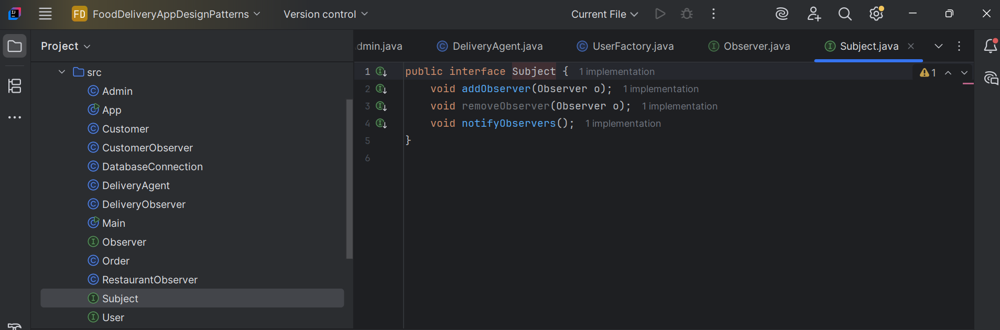 FD FoodDeliveryAppDesignPatterns Version control Current File
Project
dmin.java DeliveryAgent.java UserFactory.java Observer.java Subject.java
src
Admin
App
Customer
CustomerObserver
DatabaseConnection
DeliveryAgent
DeliveryObserver
Main
Observer
Order
RestaurantObserver
Subject
User
1 public interface Subject { 1 implementation
2 void addObserver(Observer o); 1 implementation
3 void removeObserver(Observer o); 1 implementation
4 void notifyObservers(); 1 implementation
5 }
6
1